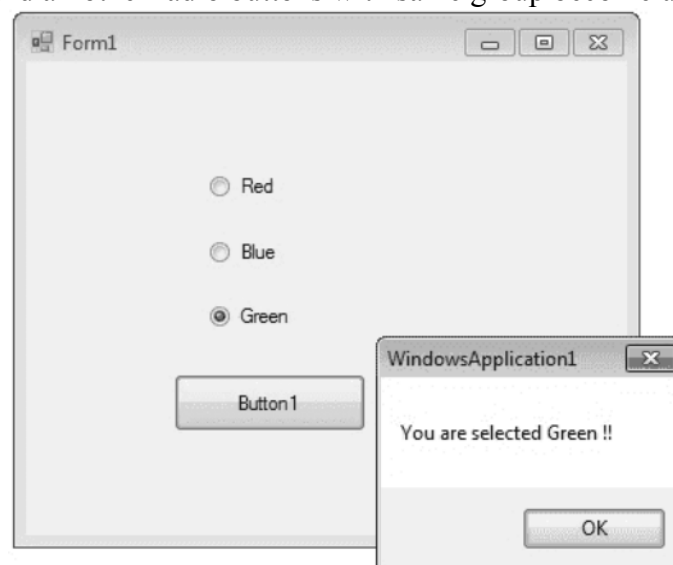 Form1
Red
Blue
Green
Button1
WindowsApplication1
You are selected Green !!
OK